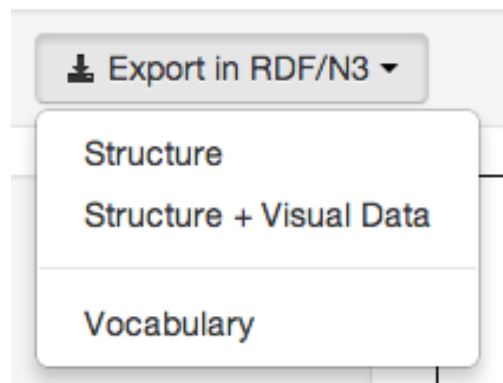 Export in RDF/N3
Structure
Structure + Visual Data
Vocabulary